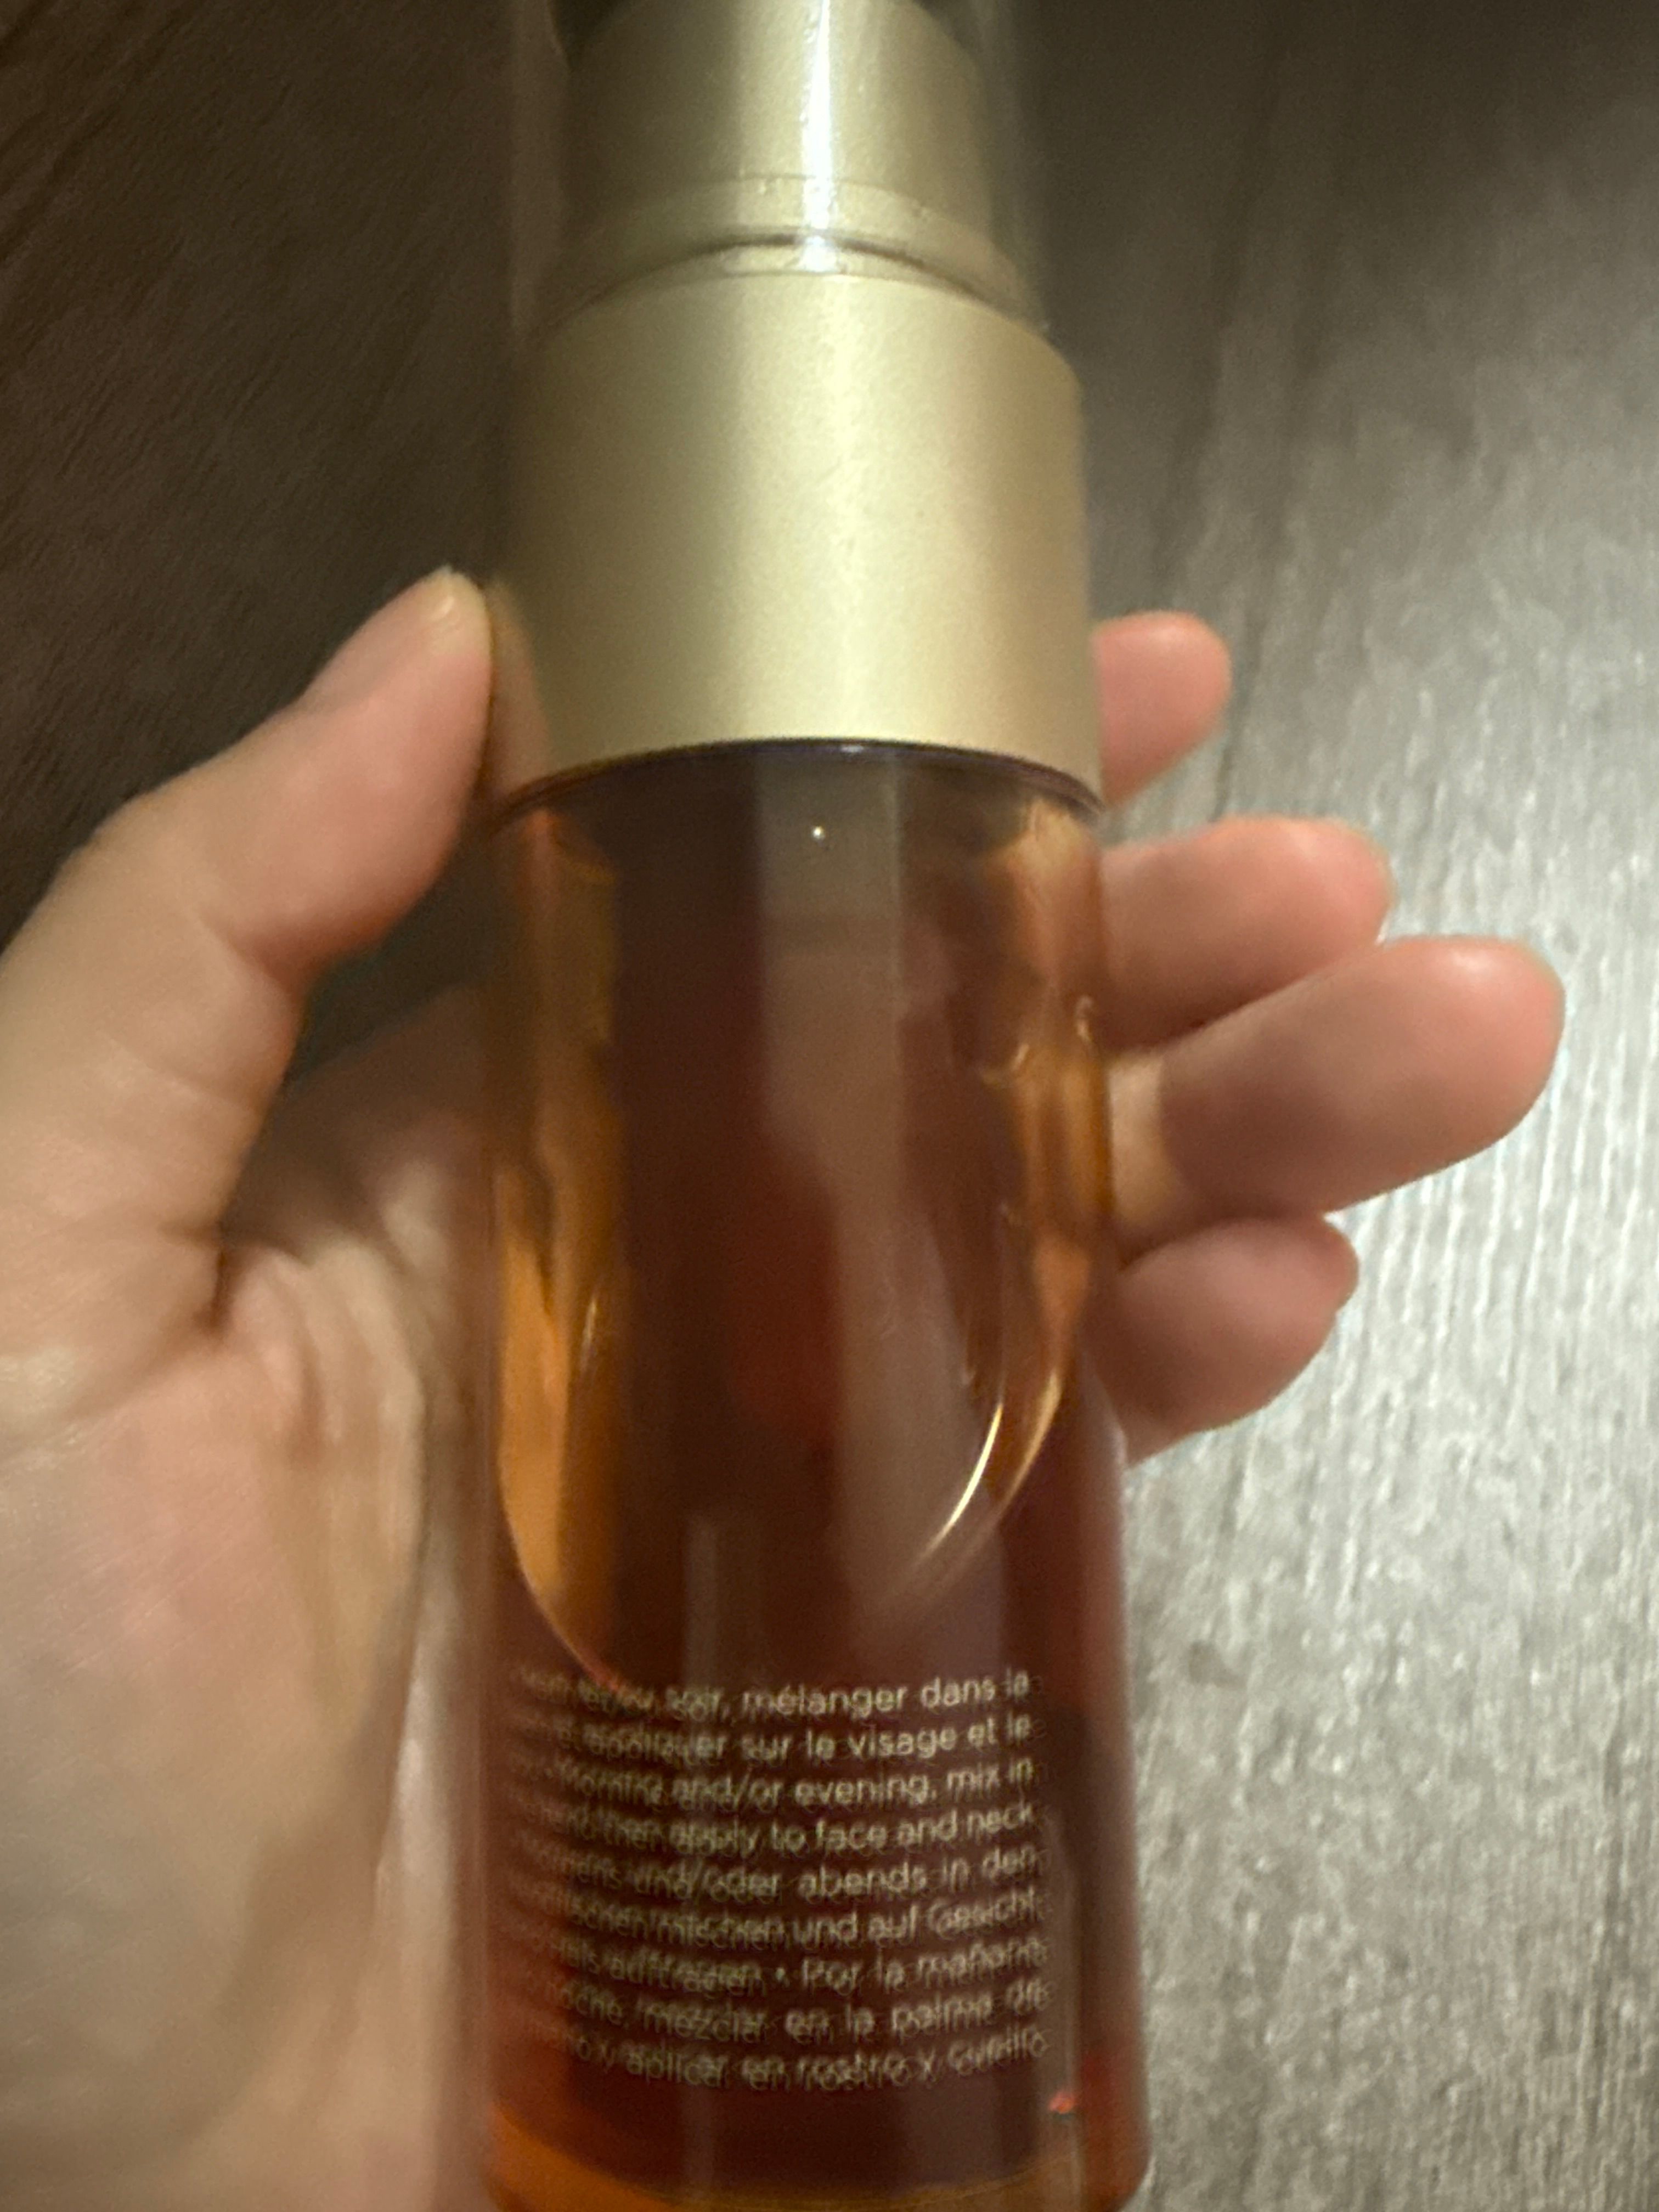 soir, mélanger dans la
appliquer sur le visage et le
morning and/or evening, mix in
and then apply to face and neck
und/oder abends in den
mischen und auf Gesicht
auftragen • Por la mañana
noche, mezclar en la palma de
y aplicar en rostro y cuello